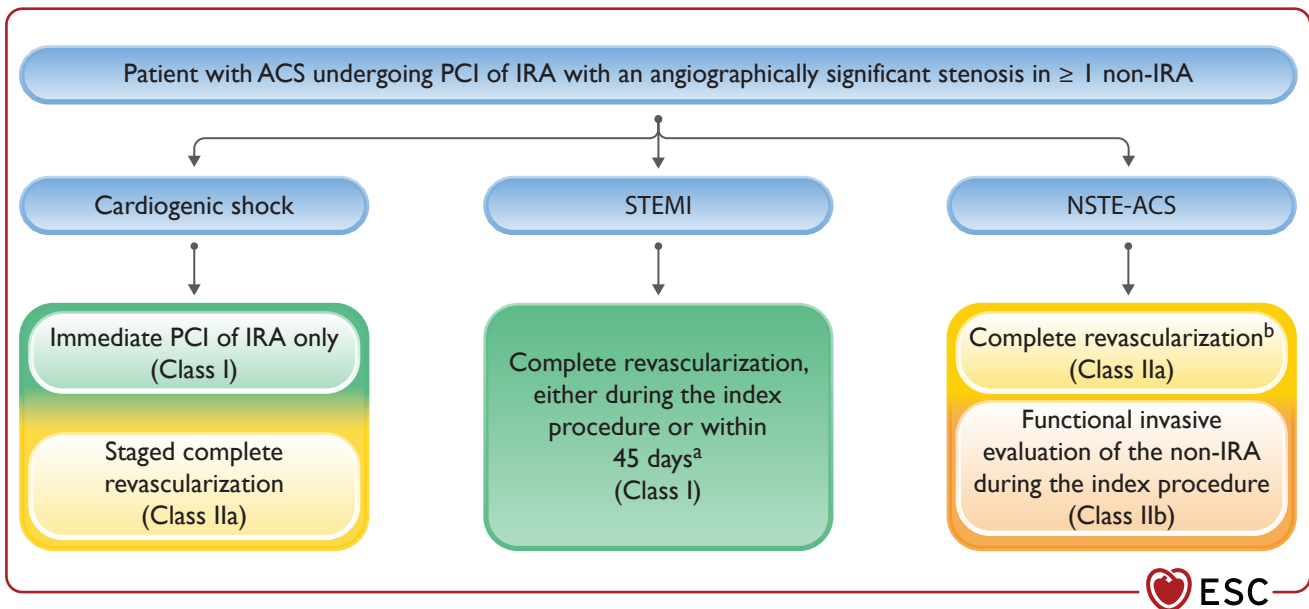 Patient with ACS undergoing PCI of IRA with an angiographically significant stenosis in ≥ 1 non-IRA
Cardiogenic shock
STEMI
NSTE-ACS
Immediate PCI of IRA only
(Class I)
Staged complete
revascularization
(Class IIa)
Complete revascularization,
either during the index
procedure or within
45 daysᵃ
(Class I)
Complete revascularizationᵇ
(Class IIa)
Functional invasive
evaluation of the non-IRA
during the index procedure
(Class IIb)
ESC